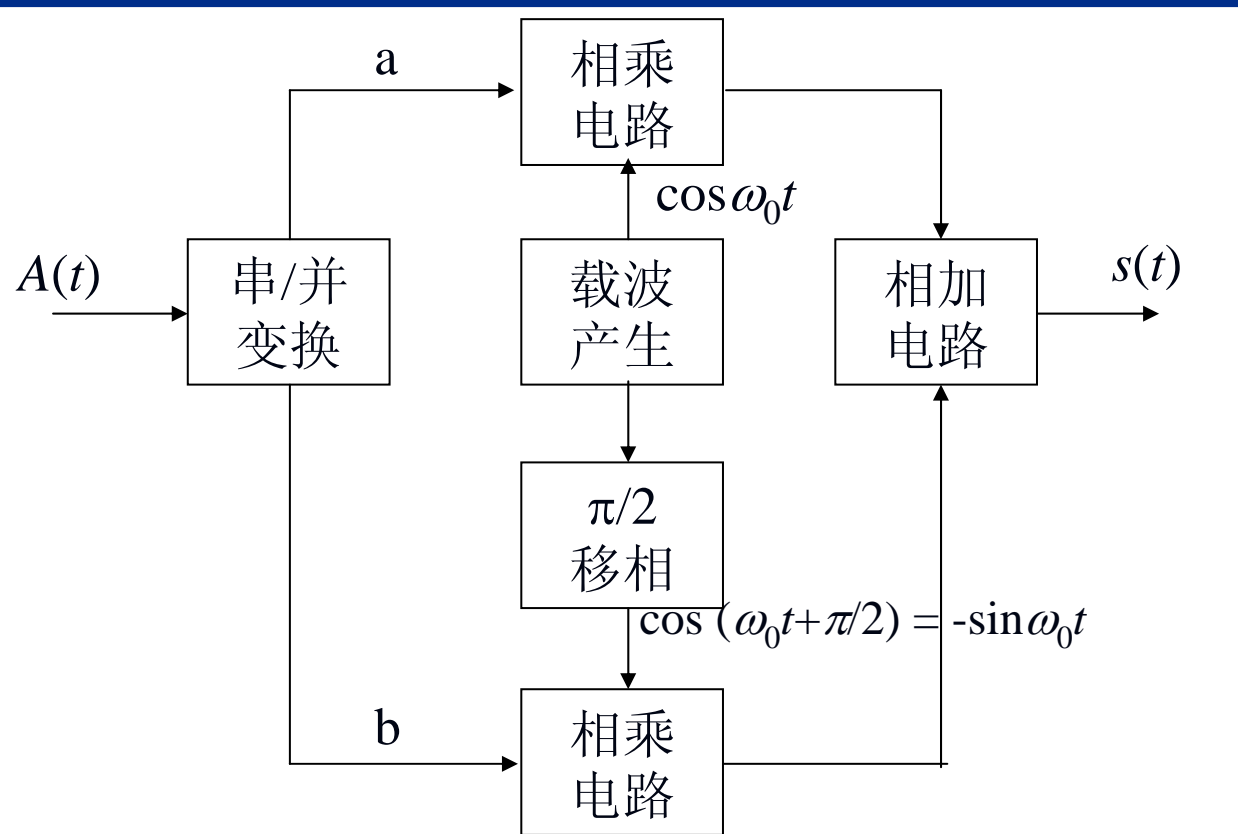 a
相乘
电路
cosω₀t
A(t)
串/并
变换
载波
产生
相加
电路
s(t)
π/2
移相
cos (ω₀t+π/2) = -sinω₀t
b
相乘
电路